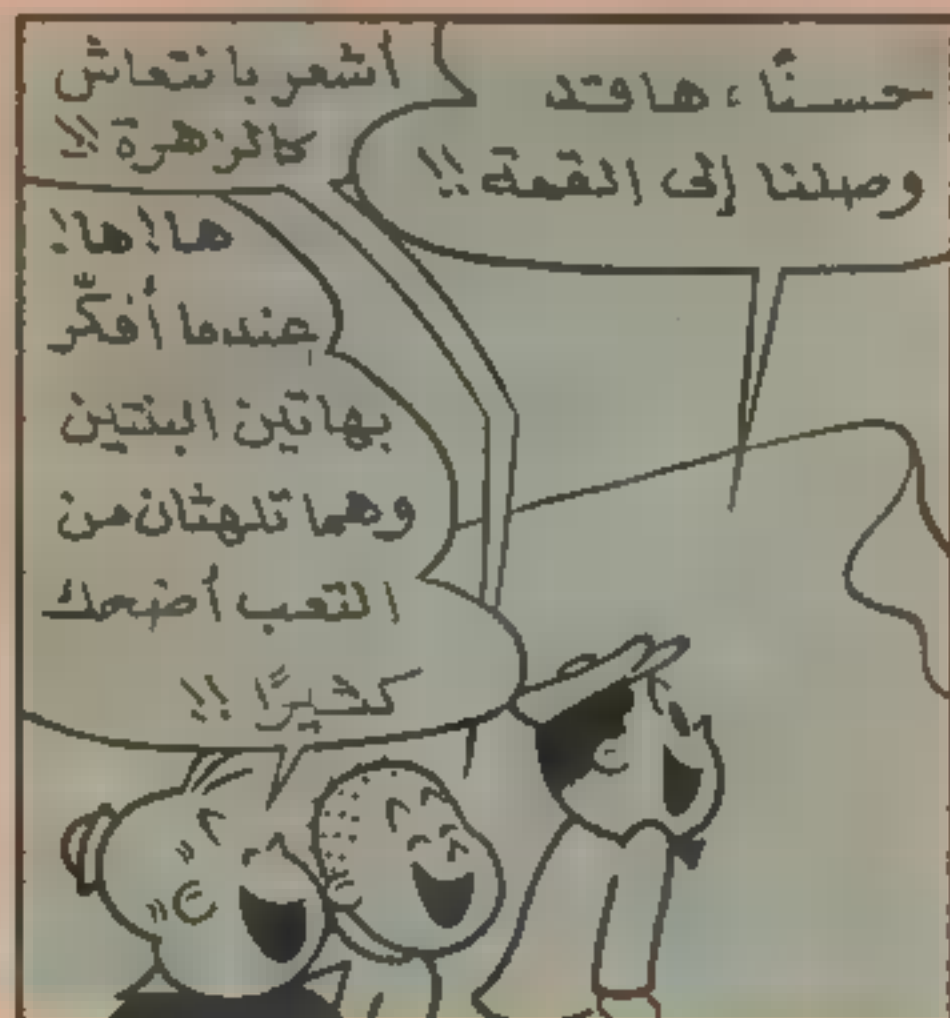 حسنًا، ها قد
وصلنا إلى القمة!!
أشعر بانتعاش
كالزهرة!!
ها! ها!
عندما أفكّر
بهاتين البنتين
وهما تلهثان من
التعب أضحك
كثيرًا!!